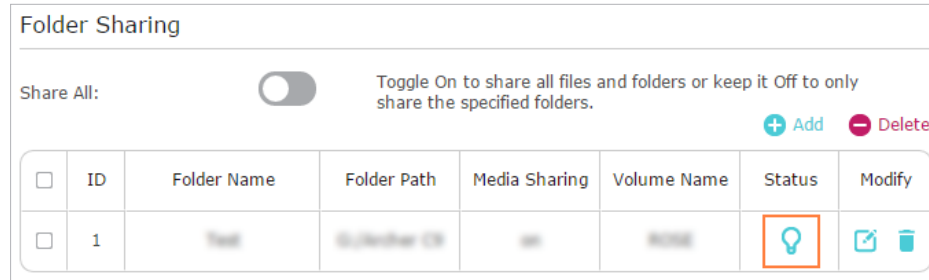 Folder Sharing
Share All:
Toggle On to share all files and folders or keep it Off to only
share the specified folders.
Add Delete
ID Folder Name Folder Path Media Sharing Volume Name Status Modify
1